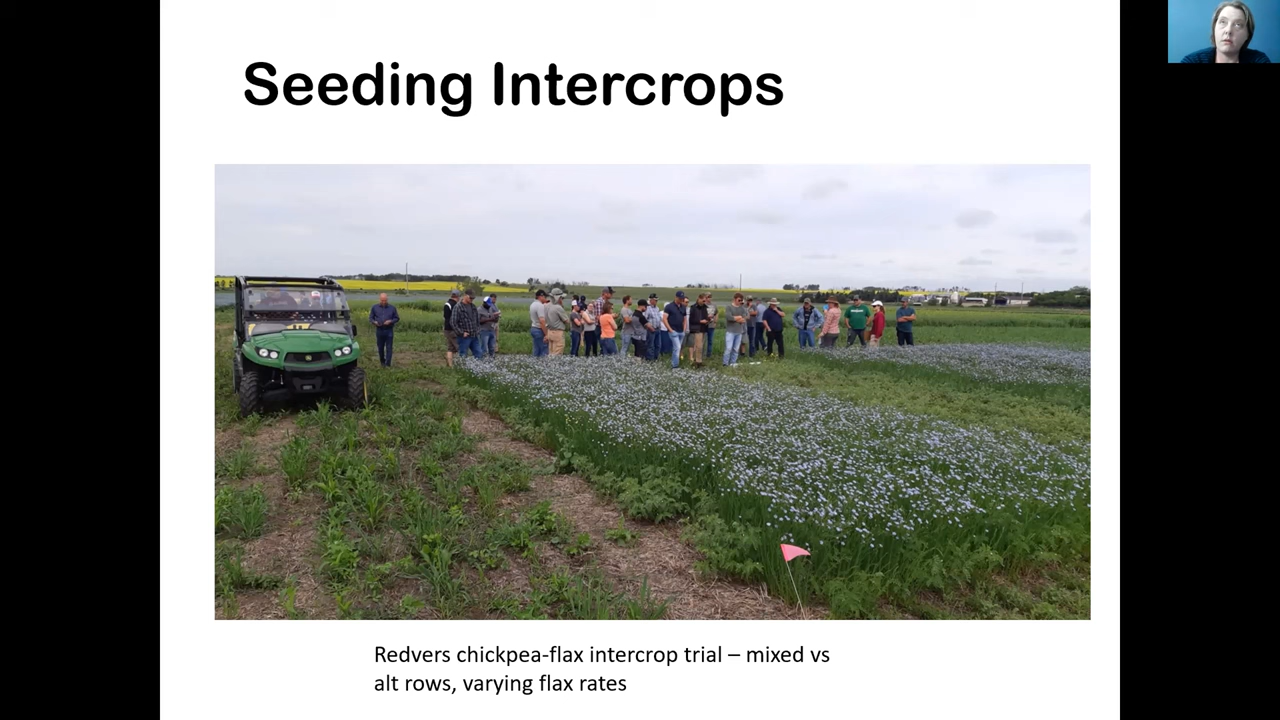 Seeding Intercrops
Redvers chickpea-flax intercrop trial – mixed vs
alt rows, varying flax rates